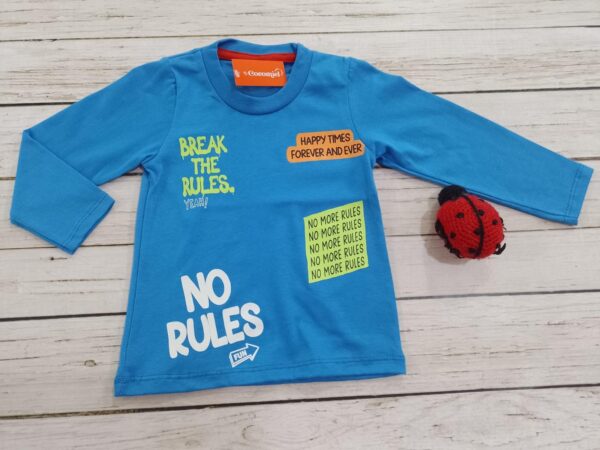 Caramell
BREAK
THE
RULES.
YEAH!
HAPPY TIMES
FOREVER AND EVER
NO MORE RULES
NO MORE RULES
NO MORE RULES
NO MORE RULES
NO MORE RULES
NO
RULES
FUN